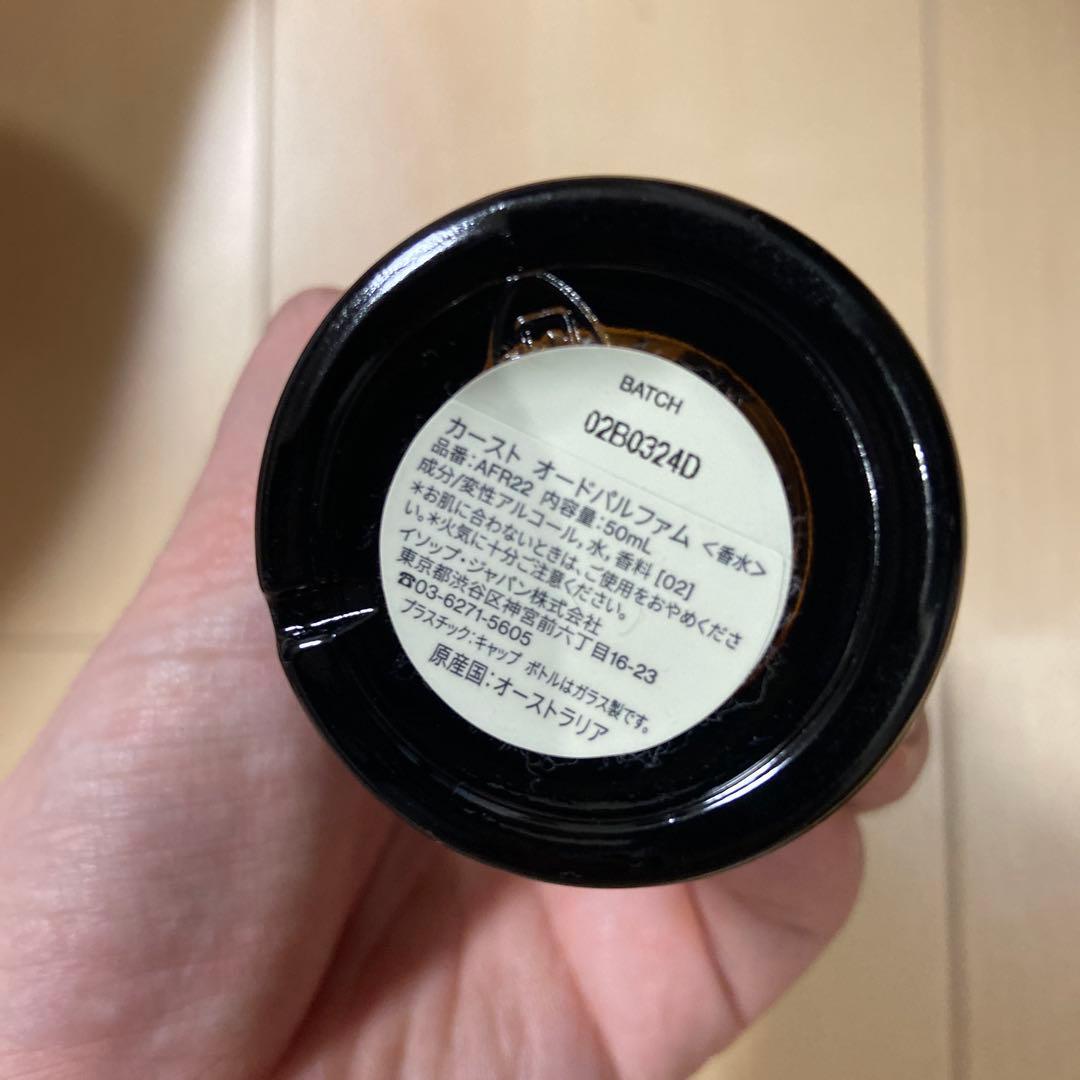 BATCH
02B0324D
カースト オードパルファム <香水>
品番:AFR22 内容量:50mL
成分/変性アルコール,水,香料 [02]
*お肌に合わないときは、ご使用をおやめくださ
い。*火気に十分ご注意ください。
イソップ・ジャパン株式会社
東京都渋谷区神宮前六丁目16-23
☎03-6271-5605
プラスチック:キャップ ボトルはガラス製です。
原産国:オーストラリア